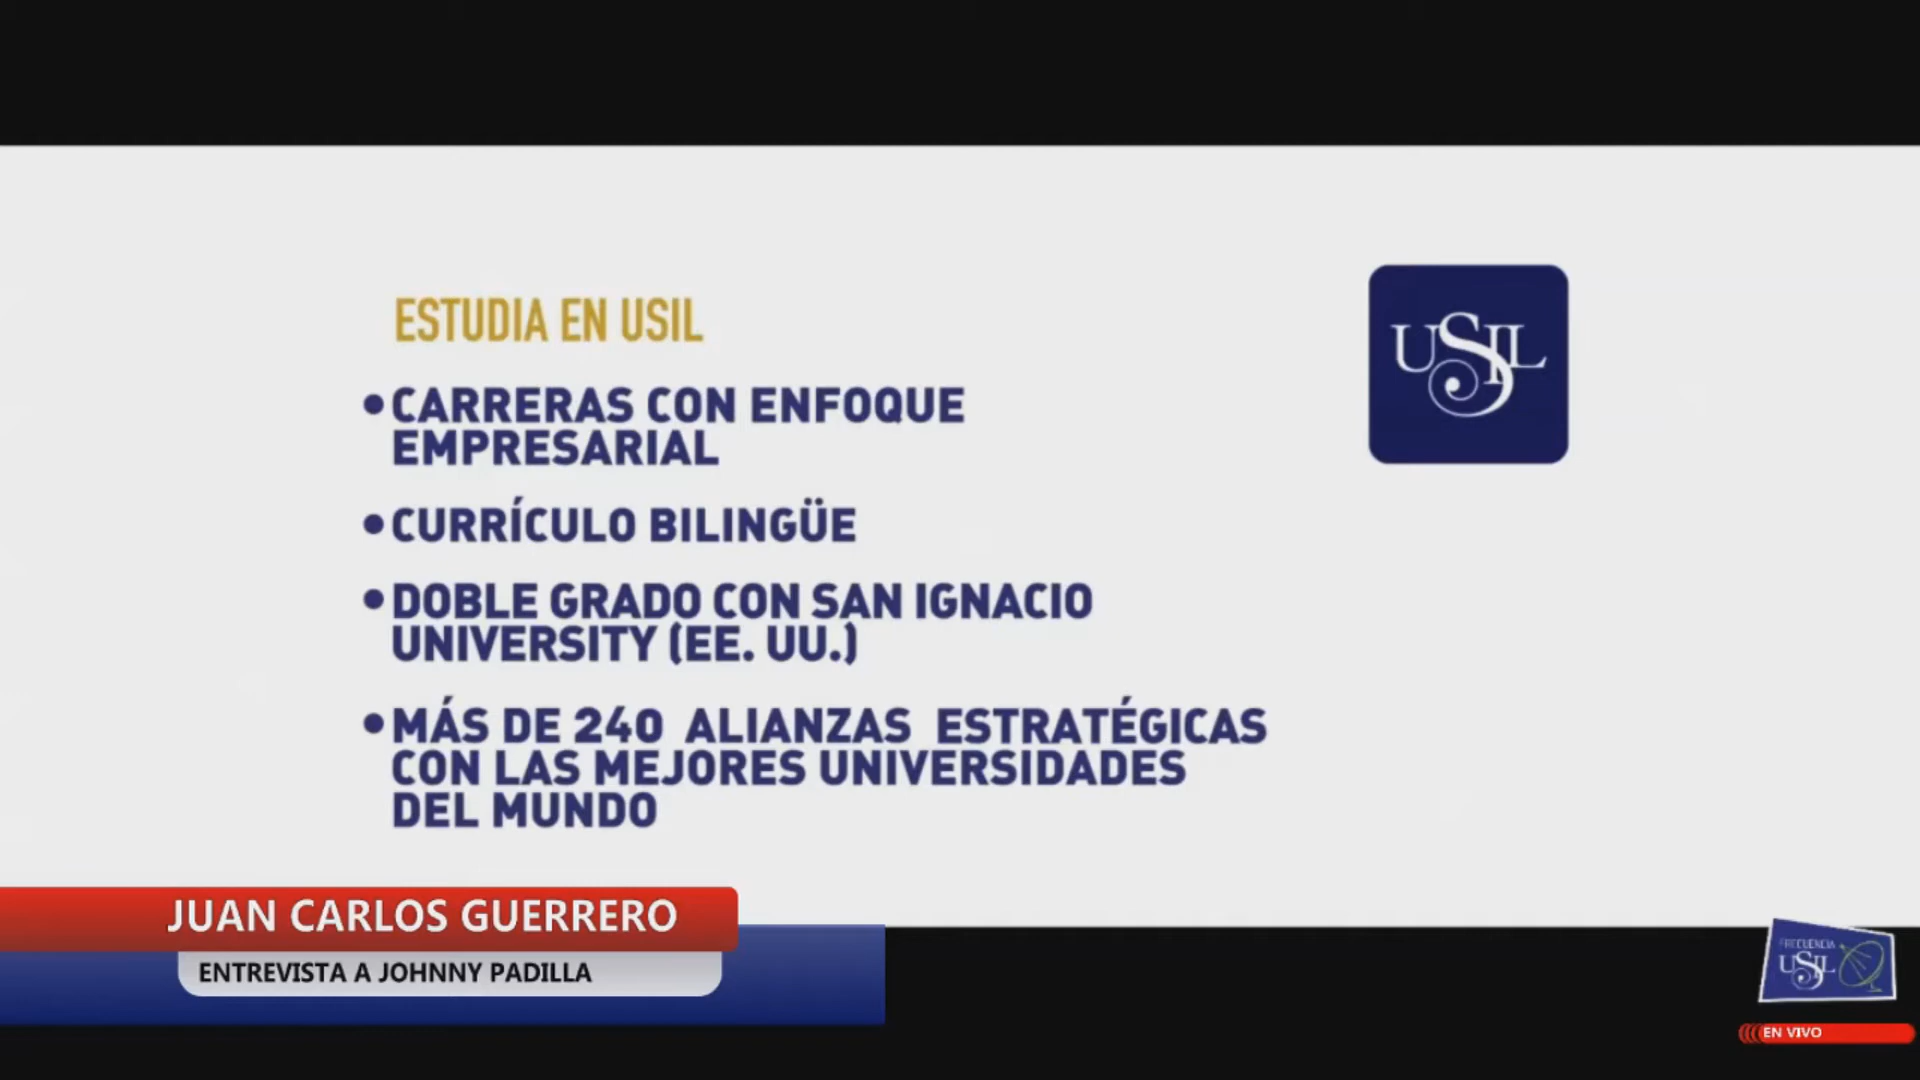 ESTUDIA EN USIL
USIL
•CARRERAS CON ENFOQUE
EMPRESARIAL
•CURRÍCULO BILINGÜE
•DOBLE GRADO CON SAN IGNACIO
UNIVERSITY (EE. UU.)
•MÁS DE 240 ALIANZAS ESTRATÉGICAS
CON LAS MEJORES UNIVERSIDADES
DEL MUNDO
JUAN CARLOS GUERRERO
ENTREVISTA A JOHNNY PADILLA
FRECUENCIA
USIL
EN VIVO